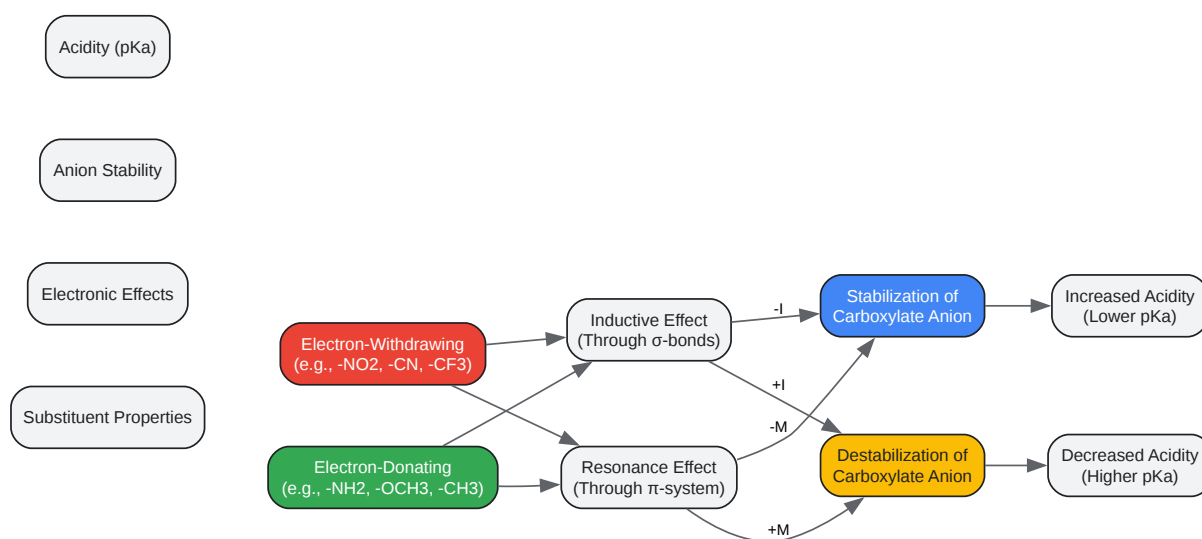 Acidity (pKa)
Anion Stability
Electronic Effects
Substituent Properties
Electron-Withdrawing
(e.g., -NO2, -CN, -CF3)
Electron-Donating
(e.g., -NH2, -OCH3, -CH3)
Inductive Effect
(Through σ-bonds)
Resonance Effect
(Through π-system)
-I
+I
-M
+M
Stabilization of
Carboxylate Anion
Destabilization of
Carboxylate Anion
Increased Acidity
(Lower pKa)
Decreased Acidity
(Higher pKa)